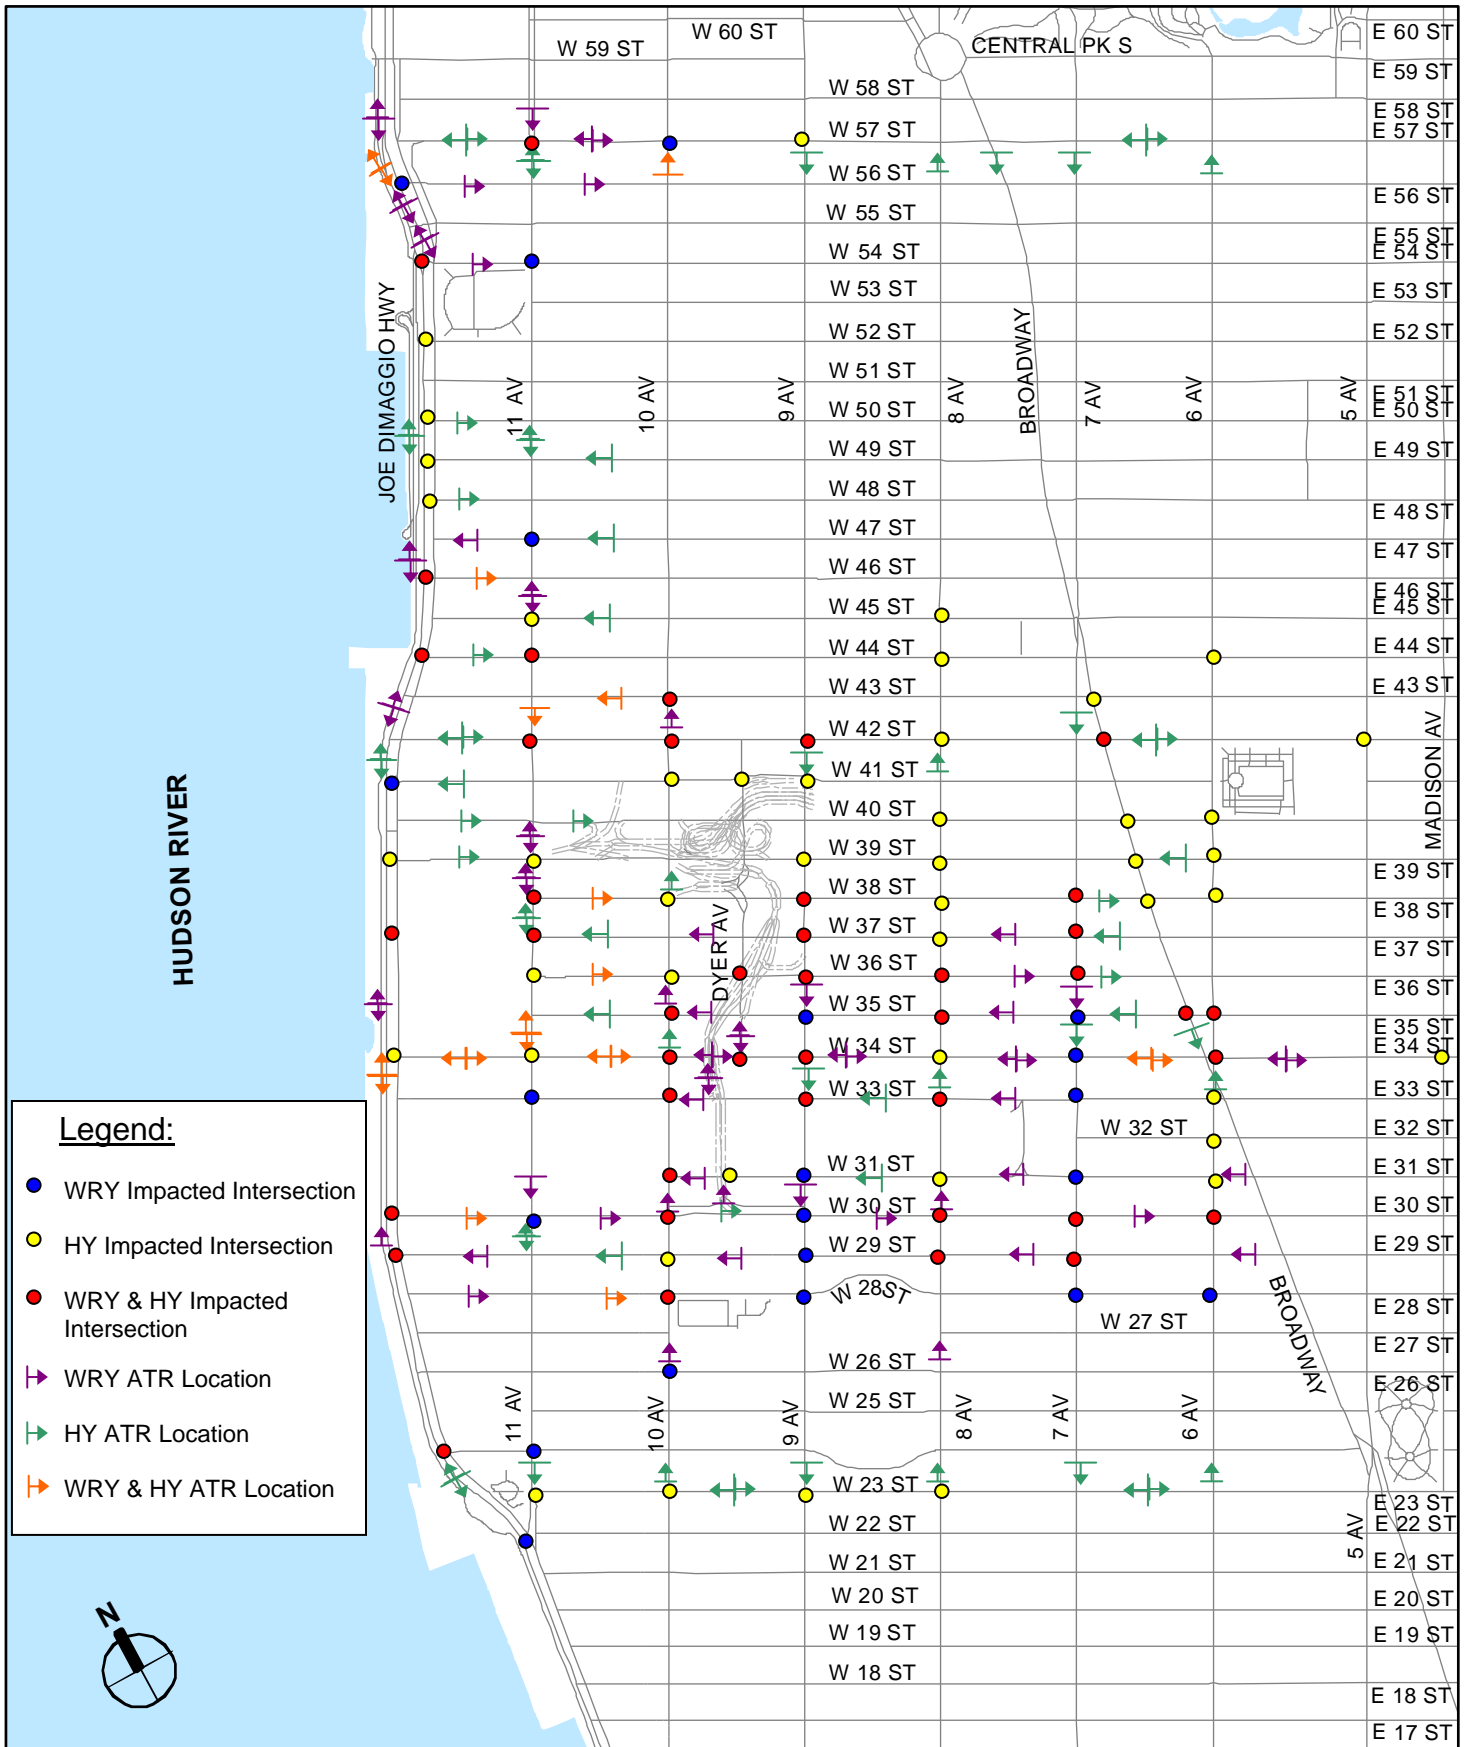 W 60 ST
W 59 ST
CENTRAL PK S
E 60 ST
E 59 ST
W 58 ST
E 58 ST
W 57 ST
E 57 ST
W 56 ST
E 56 ST
W 55 ST
E 55 ST
W 54 ST
E 54 ST
W 53 ST
E 53 ST
W 52 ST
E 52 ST
JOE DIMAGGIO HWY
BROADWAY
W 51 ST
E 51 ST
11 AV
10 AV
9 AV
8 AV
7 AV
6 AV
5 AV
W 50 ST
E 50 ST
W 49 ST
E 49 ST
W 48 ST
E 48 ST
W 47 ST
E 47 ST
W 46 ST
E 46 ST
W 45 ST
E 45 ST
W 44 ST
E 44 ST
W 43 ST
E 43 ST
W 42 ST
MADISON AV
W 41 ST
W 40 ST
HUDSON RIVER
W 39 ST
E 39 ST
W 38 ST
E 38 ST
DYER AV
W 37 ST
E 37 ST
W 36 ST
E 36 ST
W 35 ST
E 35 ST
W 34 ST
E 34 ST
W 33 ST
E 33 ST
W 32 ST
E 32 ST
W 31 ST
E 31 ST
W 30 ST
E 30 ST
W 29 ST
E 29 ST
W 28 ST
E 28 ST
BROADWAY
W 27 ST
E 27 ST
W 26 ST
E 26 ST
W 25 ST
11 AV
10 AV
9 AV
8 AV
7 AV
6 AV
W 23 ST
E 23 ST
W 22 ST
E 22 ST
5 AV
W 21 ST
E 21 ST
W 20 ST
E 20 ST
W 19 ST
E 19 ST
W 18 ST
E 18 ST
E 17 ST
Legend:
WRY Impacted Intersection
HY Impacted Intersection
WRY & HY Impacted
Intersection
WRY ATR Location
HY ATR Location
WRY & HY ATR Location
N